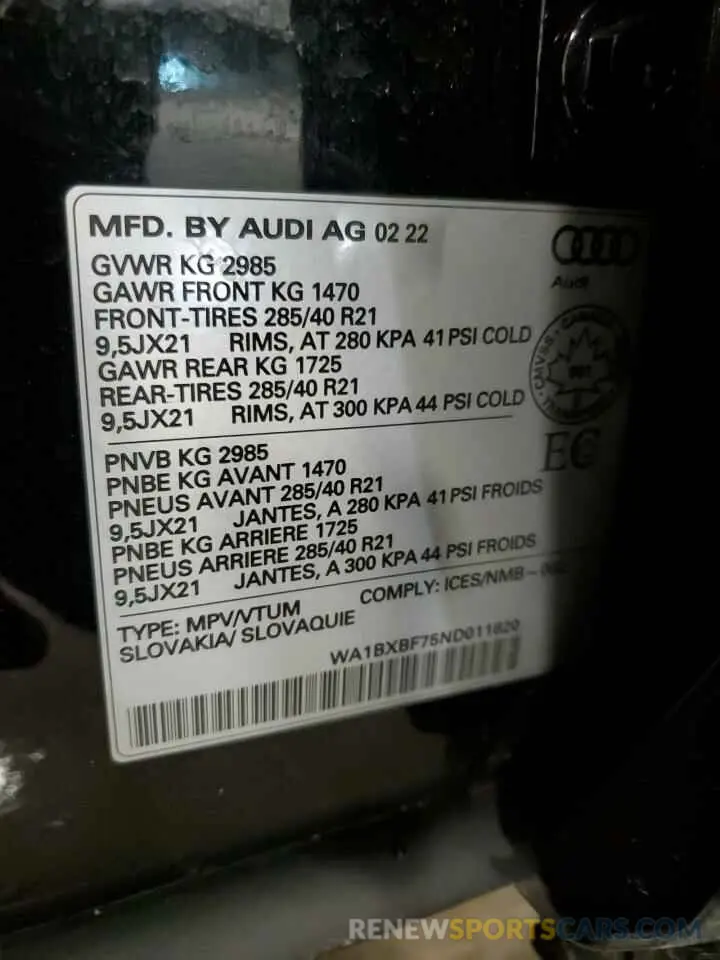 MFD. BY AUDI AG 02 22
GVWR KG 2985
GAWR FRONT KG 1470
FRONT-TIRES 285/40 R21
9,5JX21 RIMS, AT 280 KPA 41 PSI COLD
GAWR REAR KG 1725
REAR-TIRES 285/40 R21
9,5JX21 RIMS, AT 300 KPA 44 PSI COLD
Audi
CMVSS
EC
PNVB KG 2985
PNBE KG AVANT 1470
PNEUS AVANT 285/40 R21
9,5JX21 JANTES, A 280 KPA 41 PSI FROIDS
PNBE KG ARRIERE 1725
PNEUS ARRIERE 285/40 R21
9,5JX21 JANTES, A 300 KPA 44 PSI FROIDS
TYPE: MPV/VTUM COMPLY: ICES/NMB-
SLOVAKIA/ SLOVAQUIE
WA1BXBF75ND011820
RENEWSPORTSCARS.COM